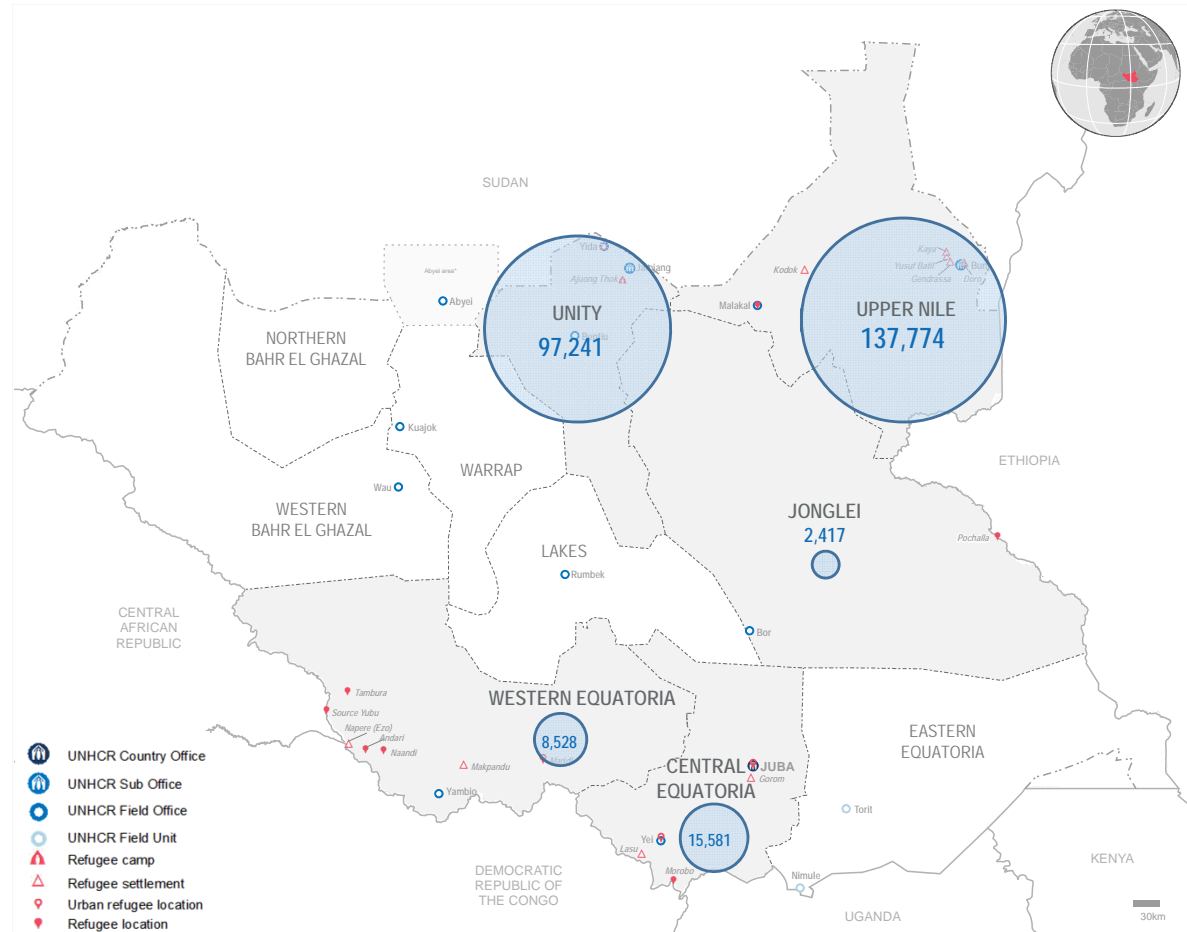 SUDAN
Kaya
Yida
Jamjang
Yusuf Batil
Bunj
Abyei area*
Kodok
Ajuong Thok
Gendrassa
Doro
Abyei
Malakal
UNITY
UPPER NILE
Bentiu
97,241
137,774
NORTHERN
BAHR EL GHAZAL
Kuajok
ETHIOPIA
WARRAP
Wau
WESTERN
BAHR EL GHAZAL
JONGLEI
2,417
Pochalla
LAKES
Rumbek
CENTRAL
AFRICAN
REPUBLIC
Bor
Tambura
WESTERN EQUATORIA
Source Yubu
Napere (Ezo)
Andari
Naandi
8,528
EASTERN
EQUATORIA
Makpandu
CENTRAL
EQUATORIA
JUBA
Gorom
Yambio
Torit
Yei
15,581
Lasu
Morobo
Nimule
DEMOCRATIC
REPUBLIC OF
THE CONGO
KENYA
UGANDA
30km
UNHCR Country Office
UNHCR Sub Office
UNHCR Field Office
UNHCR Field Unit
Refugee camp
Refugee settlement
Urban refugee location
Refugee location